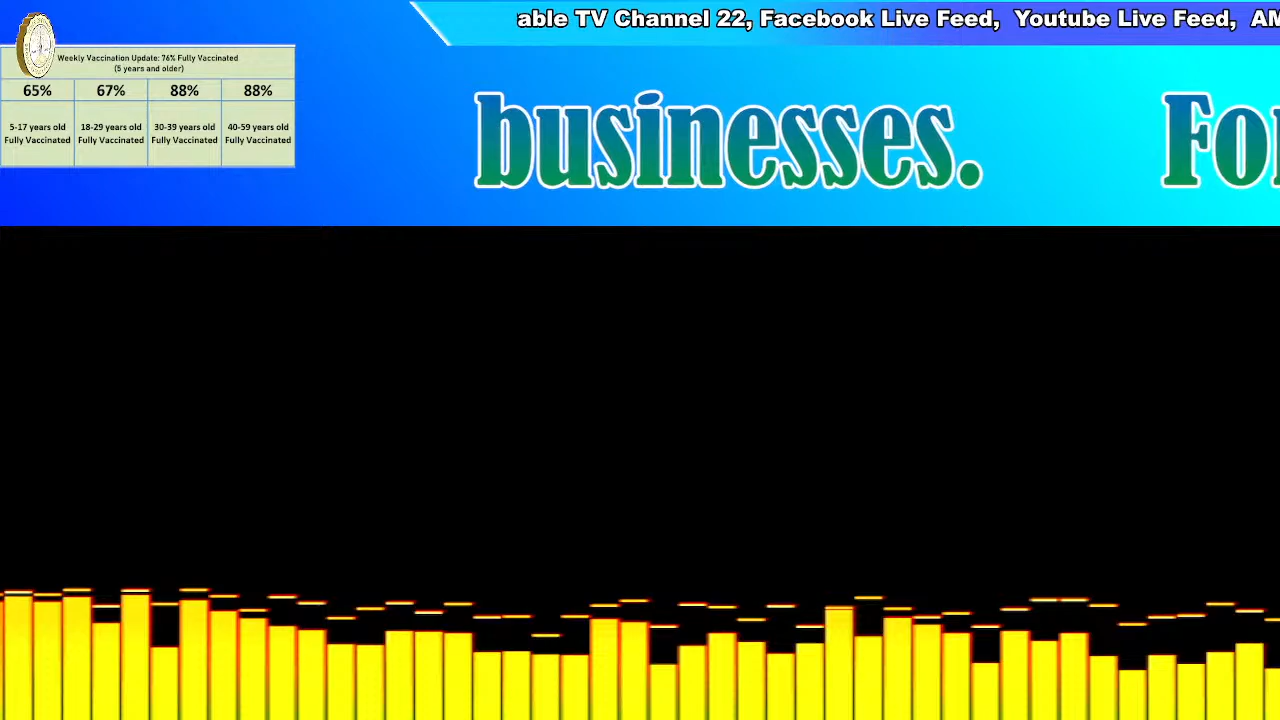 able TV Channel 22, Facebook Live Feed, Youtube Live Feed, AM
Weekly Vaccination Update: 76% Fully Vaccinated
(5 years and older)
65% 67% 88% 88%
5-17 years old 18-29 years old 30-39 years old 40-59 years old
Fully Vaccinated Fully Vaccinated Fully Vaccinated Fully Vaccinated
businesses. For